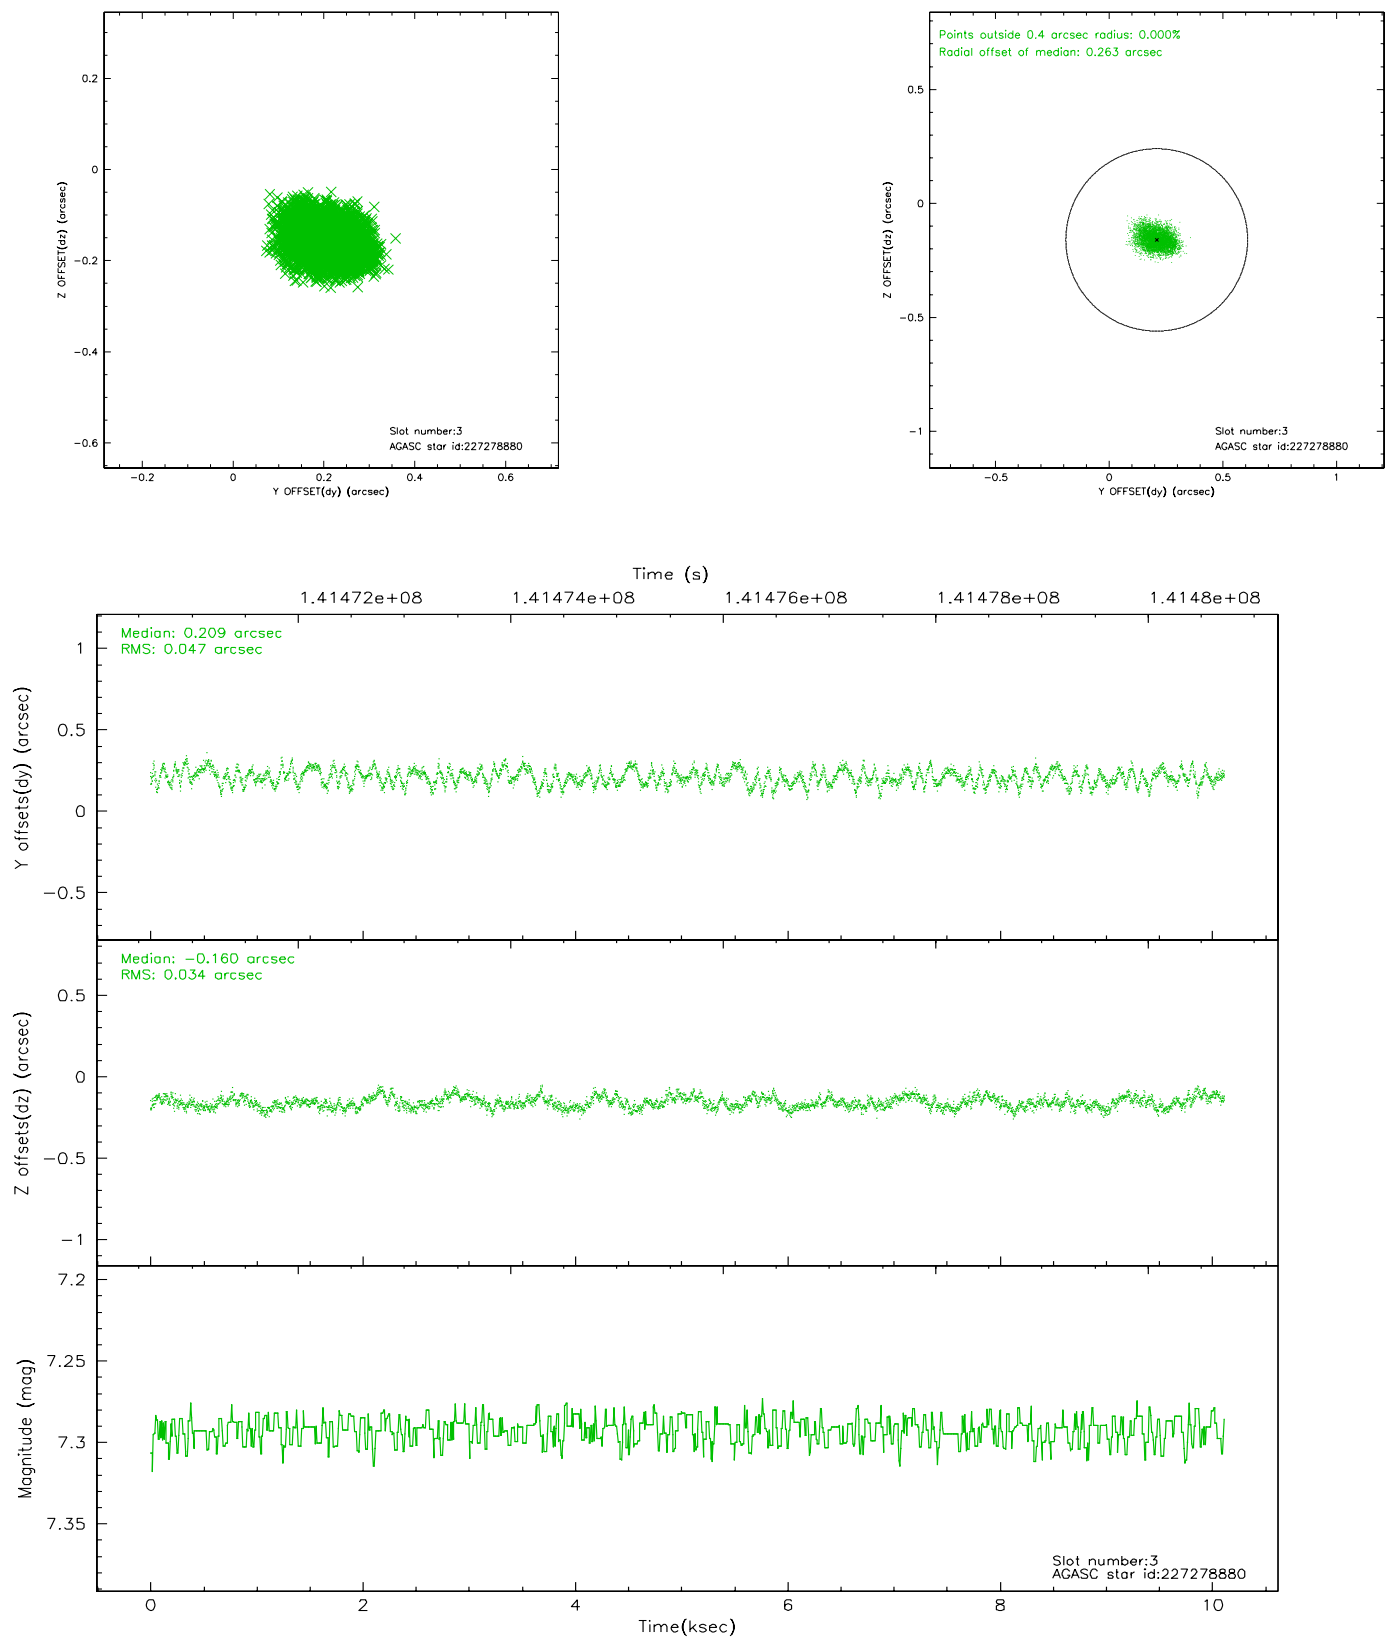 0.2
0
−0.2
−0.4
−0.6
Z OFFSET(dz) (arcsec)
Slot number:3
AGASC star id:227278880
−0.2 0 0.2 0.4 0.6
Y OFFSET(dy) (arcsec)
Points outside 0.4 arcsec radius: 0.000%
Radial offset of median: 0.263 arcsec
0.5
0
−0.5
−1
Z OFFSET(dz) (arcsec)
Slot number:3
AGASC star id:227278880
−0.5 0 0.5 1
Y OFFSET(dy) (arcsec)
Time (s)
1.41472e+08 1.41474e+08 1.41476e+08 1.41478e+08 1.4148e+08
Median: 0.209 arcsec
RMS: 0.047 arcsec
1
0.5
0
−0.5
Y offsets(dy) (arcsec)
Median: −0.160 arcsec
RMS: 0.034 arcsec
0.5
0
−0.5
−1
Z offsets(dz) (arcsec)
7.2
7.25
7.3
7.35
Magnitude (mag)
Slot number:3
AGASC star id:227278880
0 2 4 6 8 10
Time(ksec)